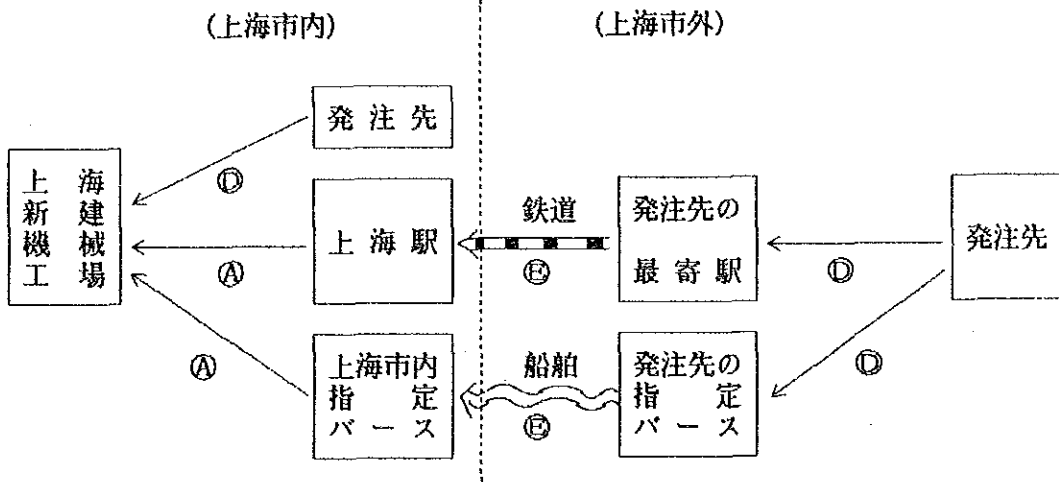 (上海市内)
(上海市外)
発注先
Ⓓ
上海
新建
機械
工場
上海駅
Ⓐ
鉄道
Ⓔ
発注先の
最寄駅
Ⓓ
発注先
上海市内
指定
バース
Ⓐ
船舶
Ⓔ
発注先の
指定
バース
Ⓓ